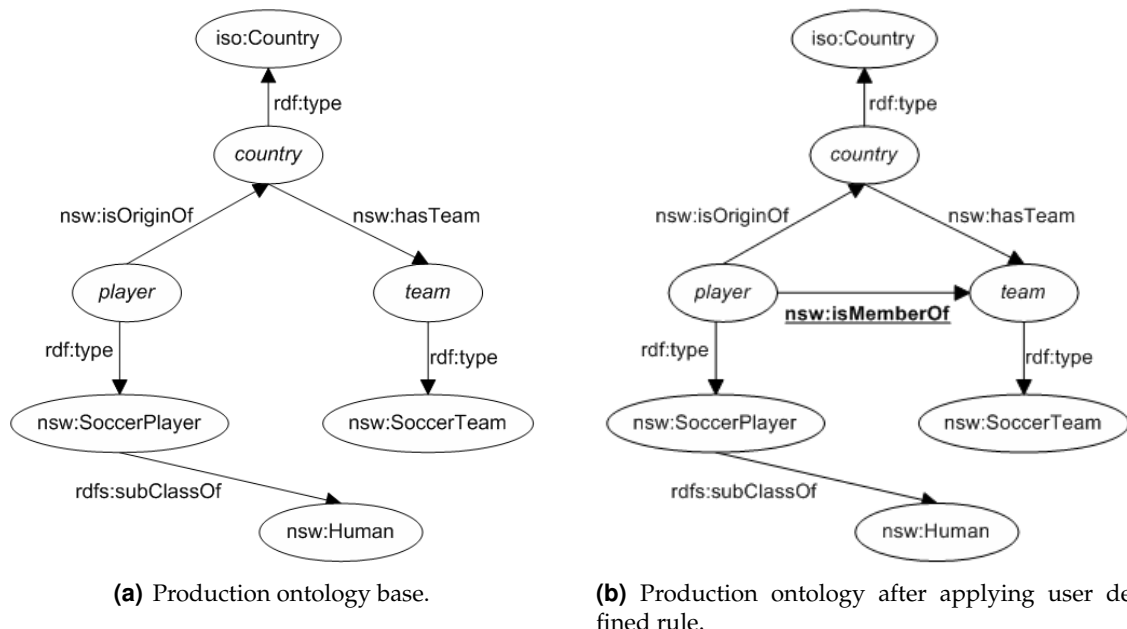 iso:Country
rdf:type
country
nsw:isOriginOf
nsw:hasTeam
player
team
rdf:type
rdf:type
nsw:SoccerPlayer
nsw:SoccerTeam
rdfs:subClassOf
nsw:Human
(a) Production ontology base.
iso:Country
rdf:type
country
nsw:isOriginOf
nsw:hasTeam
player
team
nsw:isMemberOf
rdf:type
rdf:type
nsw:SoccerPlayer
nsw:SoccerTeam
rdfs:subClassOf
nsw:Human
(b) Production ontology after applying user de
fined rule.